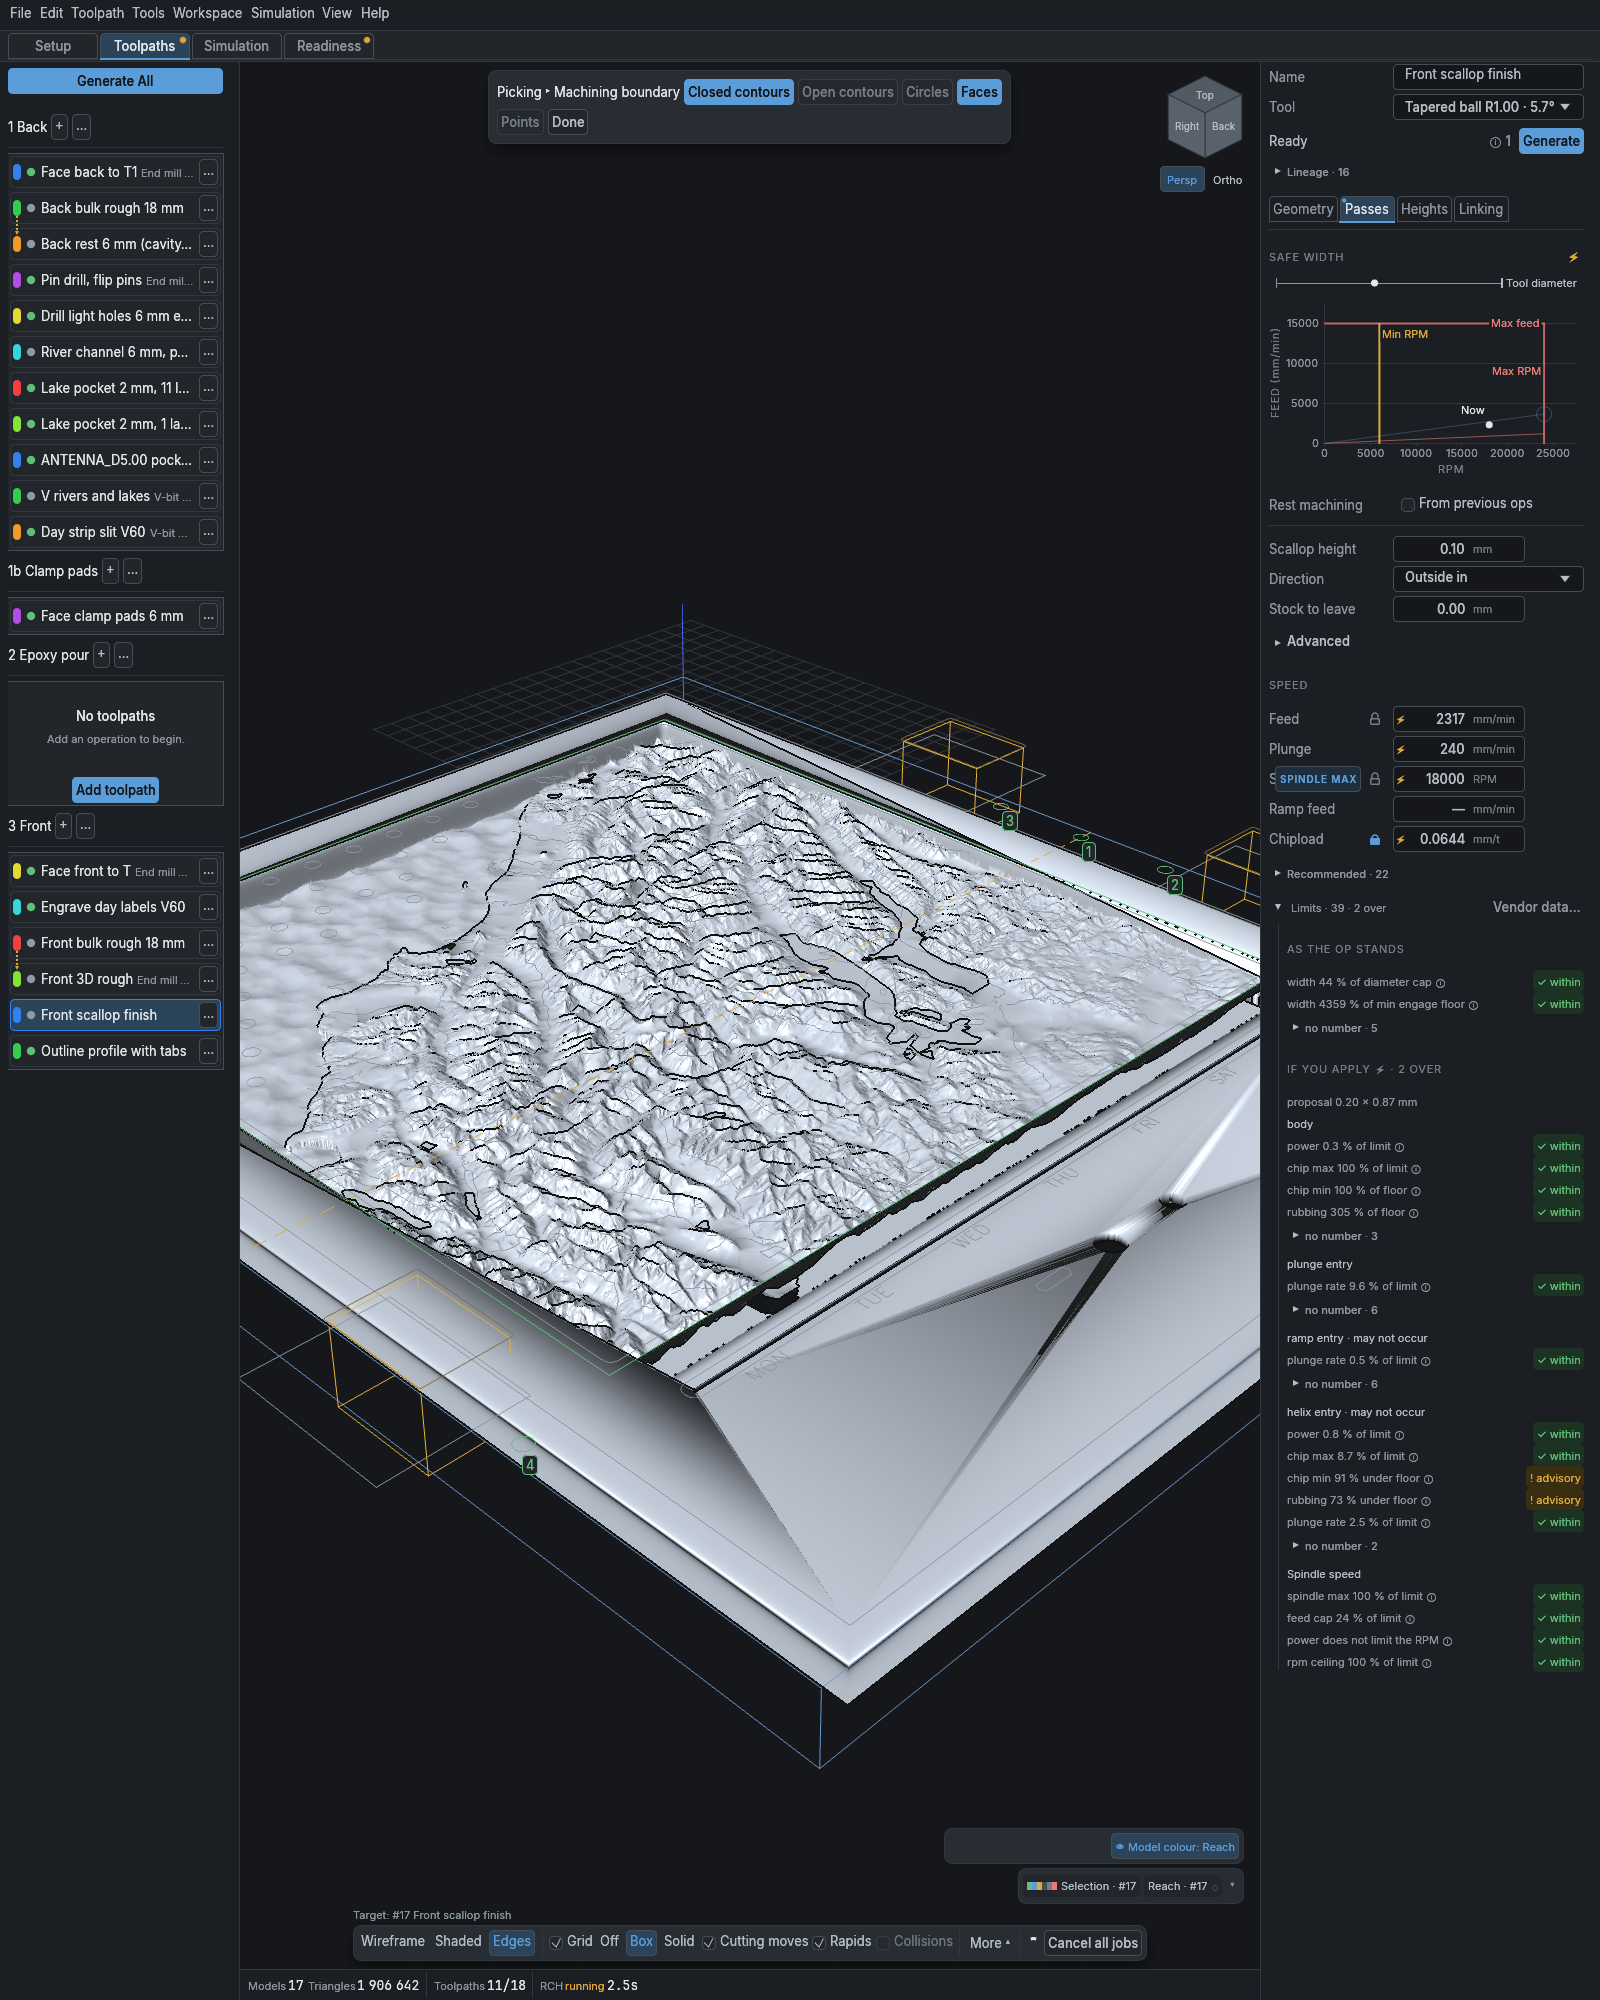 File Edit Toolpath Tools Workspace Simulation View Help
Setup Toolpaths Simulation Readiness
Generate All
1 Back + ...
Face back to T1 End mill ... ...
Back bulk rough 18 mm ...
Back rest 6 mm (cavity... ...
Pin drill, flip pins End mil... ...
Drill light holes 6 mm e... ...
River channel 6 mm, p... ...
Lake pocket 2 mm, 11 l... ...
Lake pocket 2 mm, 1 la... ...
ANTENNA_D5.00 pock... ...
V rivers and lakes V-bit ... ...
Day strip slit V60 V-bit ... ...
1b Clamp pads + ...
Face clamp pads 6 mm ...
2 Epoxy pour + ...
No toolpaths
Add an operation to begin.
Add toolpath
3 Front + ...
Face front to T End mill ... ...
Engrave day labels V60 ...
Front bulk rough 18 mm ...
Front 3D rough End mill ... ...
Front scallop finish ...
Outline profile with tabs ...
Picking ‣ Machining boundary Closed contours Open contours Circles Faces
Points Done
Top
Right Back
Persp Ortho
3
1
2
4
SAT
FRI
THU
WED
TUE
MON
Model colour: Reach
Selection · #17 Reach · #17
Target: #17 Front scallop finish
Wireframe Shaded Edges Grid Off Box Solid Cutting moves Rapids Collisions More Cancel all jobs
Models 17 Triangles 1 906 642 Toolpaths 11/18 RCH running 2.5s
Name Front scallop finish
Tool Tapered ball R1.00 · 5.7°
Ready 1 Generate
Lineage · 16
Geometry Passes Heights Linking
SAFE WIDTH
Tool diameter
15000 Max feed
Min RPM
10000
Max RPM
5000
Now
0
FEED (mm/min)
0 5000 10000 15000 20000 25000
RPM
Rest machining From previous ops
Scallop height 0.10 mm
Direction Outside in
Stock to leave 0.00 mm
Advanced
SPEED
Feed 2317 mm/min
Plunge 240 mm/min
S SPINDLE MAX 18000 RPM
Ramp feed — mm/min
Chipload 0.0644 mm/t
Recommended · 22
Limits · 39 · 2 over Vendor data...
AS THE OP STANDS
width 44 % of diameter cap ✓ within
width 4359 % of min engage floor ✓ within
no number · 5
IF YOU APPLY ⚡ · 2 OVER
proposal 0.20 × 0.87 mm
body
power 0.3 % of limit ✓ within
chip max 100 % of limit ✓ within
chip min 100 % of floor ✓ within
rubbing 305 % of floor ✓ within
no number · 3
plunge entry
plunge rate 9.6 % of limit ✓ within
no number · 6
ramp entry · may not occur
plunge rate 0.5 % of limit ✓ within
no number · 6
helix entry · may not occur
power 0.8 % of limit ✓ within
chip max 8.7 % of limit ✓ within
chip min 91 % under floor ! advisory
rubbing 73 % under floor ! advisory
plunge rate 2.5 % of limit ✓ within
no number · 2
Spindle speed
spindle max 100 % of limit ✓ within
feed cap 24 % of limit ✓ within
power does not limit the RPM ✓ within
rpm ceiling 100 % of limit ✓ within